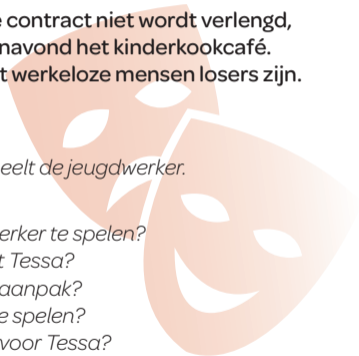 contract niet wordt verlengd,
navond het kinderkookcafé.
t werkeloze mensen losers zijn.
eelt de jeugdwerker.
erker te spelen?
t Tessa?
aanpak?
e spelen?
voor Tessa?